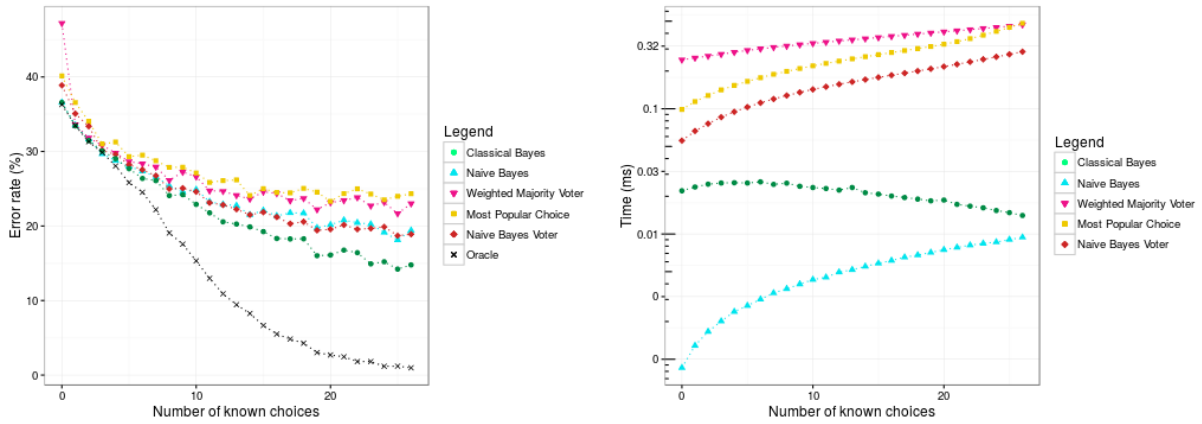 Error rate (%)
40
30
20
10
0
0
10
20
Number of known choices
Legend
Classical Bayes
Naive Bayes
Weighted Majority Voter
Most Popular Choice
Naive Bayes Voter
Oracle
Time (ms)
0.32
0.1
0.03
0.01
0
0
0
10
20
Number of known choices
Legend
Classical Bayes
Naive Bayes
Weighted Majority Voter
Most Popular Choice
Naive Bayes Voter